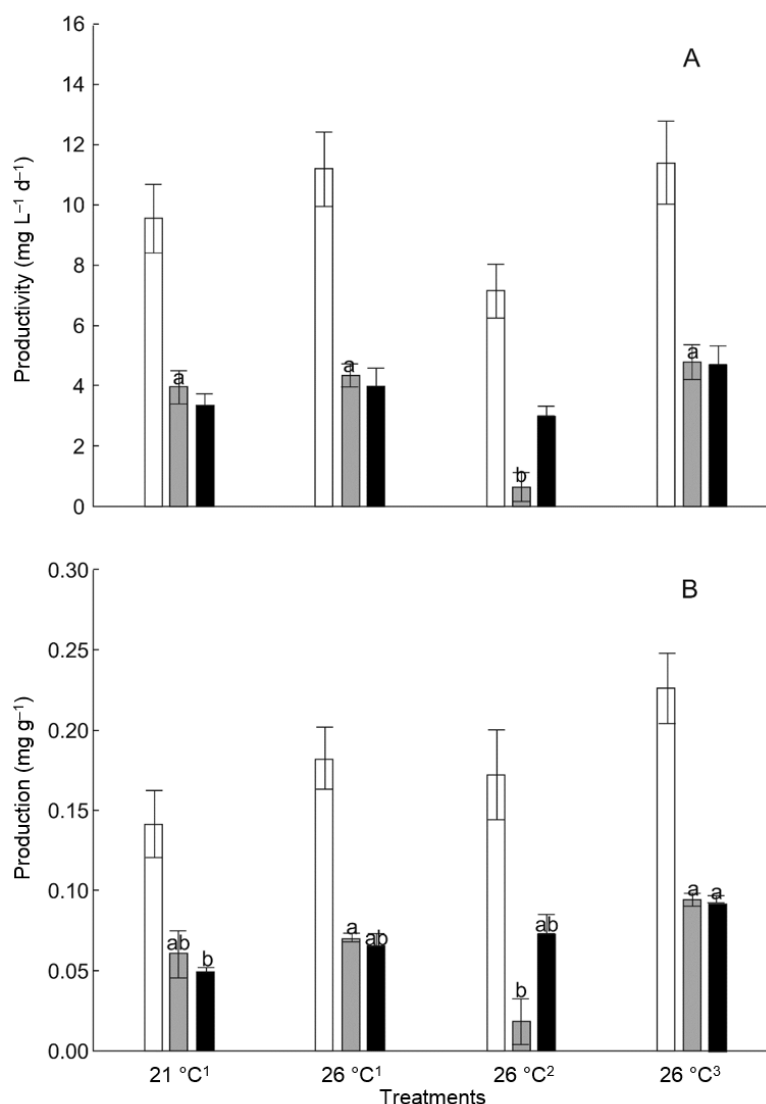 16
A
14
12
10
8
6
4
2
0
Productivity (mg L⁻¹ d⁻¹)
a
a
b
a
0.30
B
0.25
0.20
0.15
0.10
0.05
0.00
Production (mg g⁻¹)
ab
b
a
ab
b
ab
a
a
21 °C¹
26 °C¹
26 °C²
26 °C³
Treatments